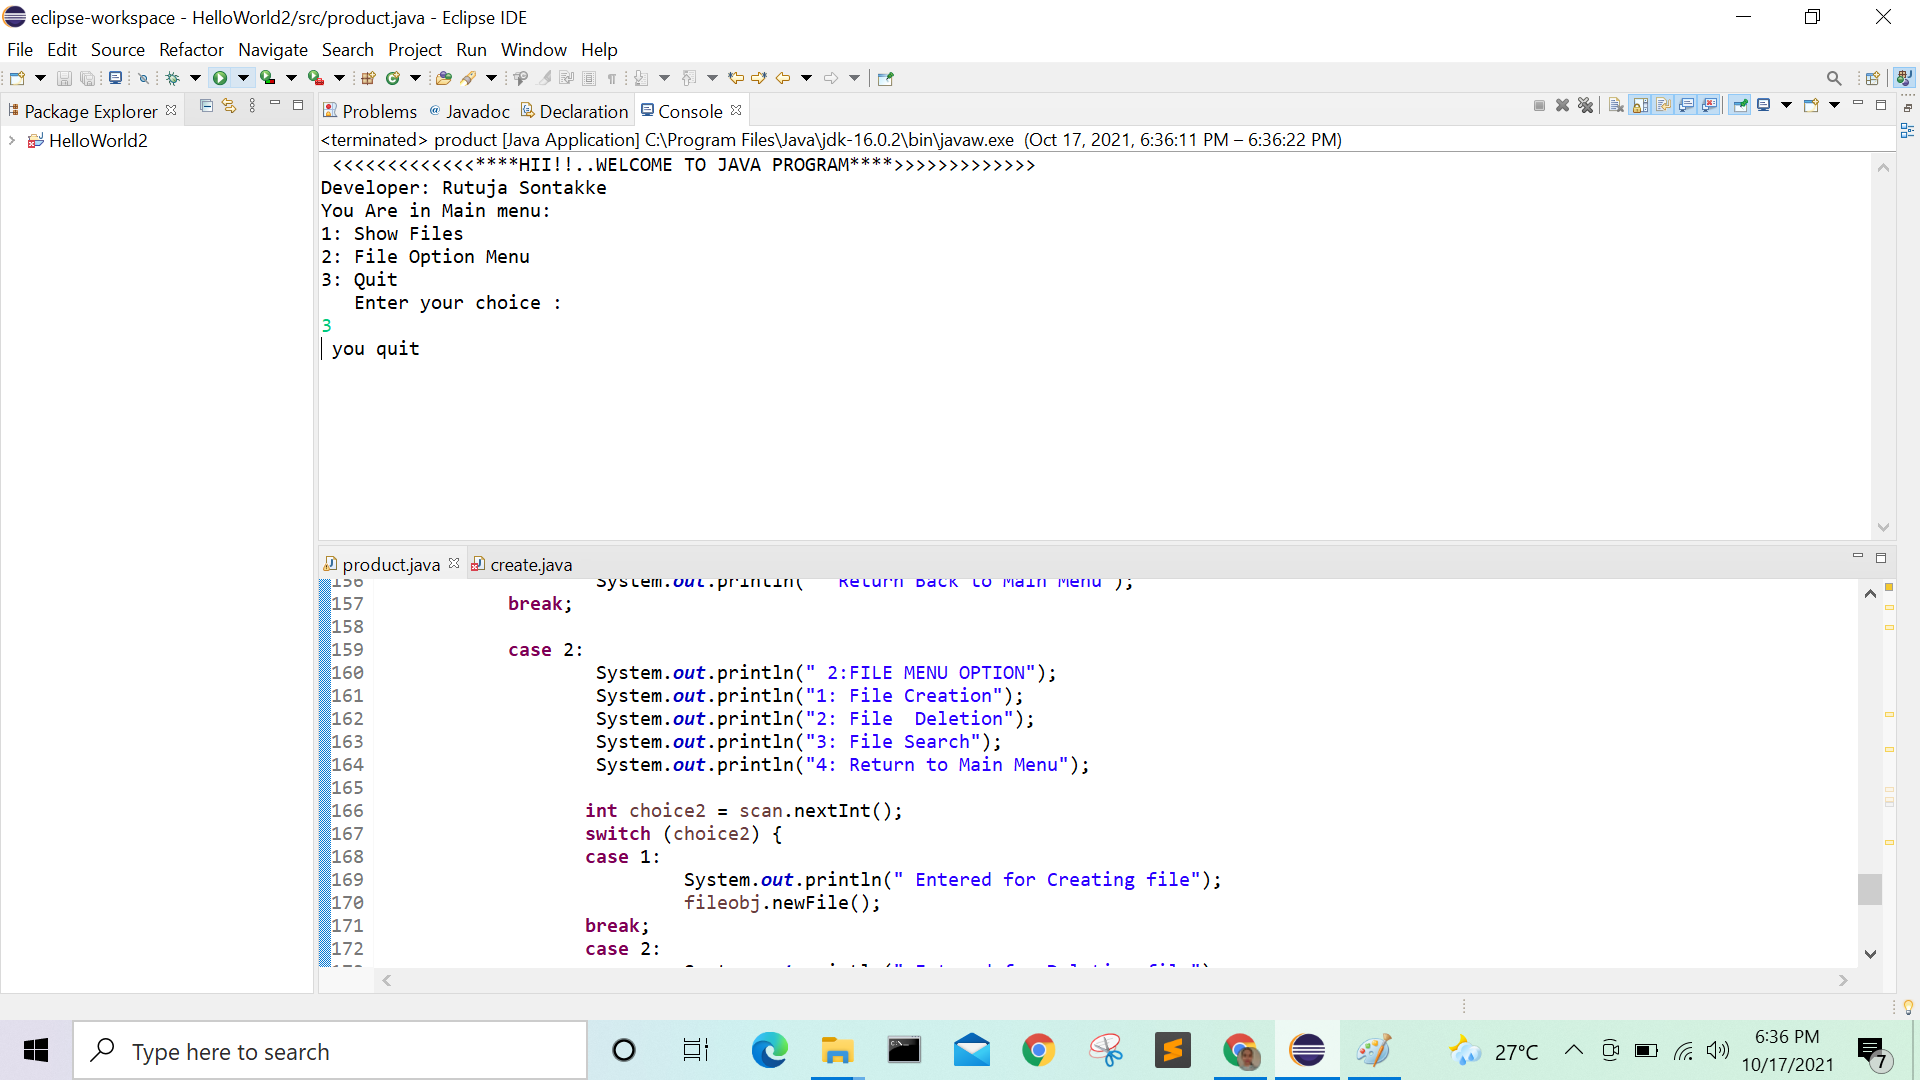 eclipse-workspace - HelloWorld2/src/product.java - Eclipse IDE
File Edit Source Refactor Navigate Search Project Run Window Help
Package Explorer
HelloWorld2
Problems @ Javadoc Declaration Console
<terminated> product [Java Application] C:\Program Files\Java\jdk-16.0.2\bin\javaw.exe (Oct 17, 2021, 6:36:11 PM – 6:36:22 PM)
<<<<<<<<<<<<<****HII!!..WELCOME TO JAVA PROGRAM****>>>>>>>>>>>>>
Developer: Rutuja Sontakke
You Are in Main menu:
1: Show Files
2: File Option Menu
3: Quit
Enter your choice :
3
you quit
product.java create.java
156 System.out.println(" Return Back to Main Menu");
157 break;
158
159 case 2:
160 System.out.println(" 2:FILE MENU OPTION");
161 System.out.println("1: File Creation");
162 System.out.println("2: File  Deletion");
163 System.out.println("3: File Search");
164 System.out.println("4: Return to Main Menu");
165
166 int choice2 = scan.nextInt();
167 switch (choice2) {
168 case 1:
169 System.out.println(" Entered for Creating file");
170 fileobj.newFile();
171 break;
172 case 2:
Type here to search
27°C
6:36 PM
10/17/2021
7